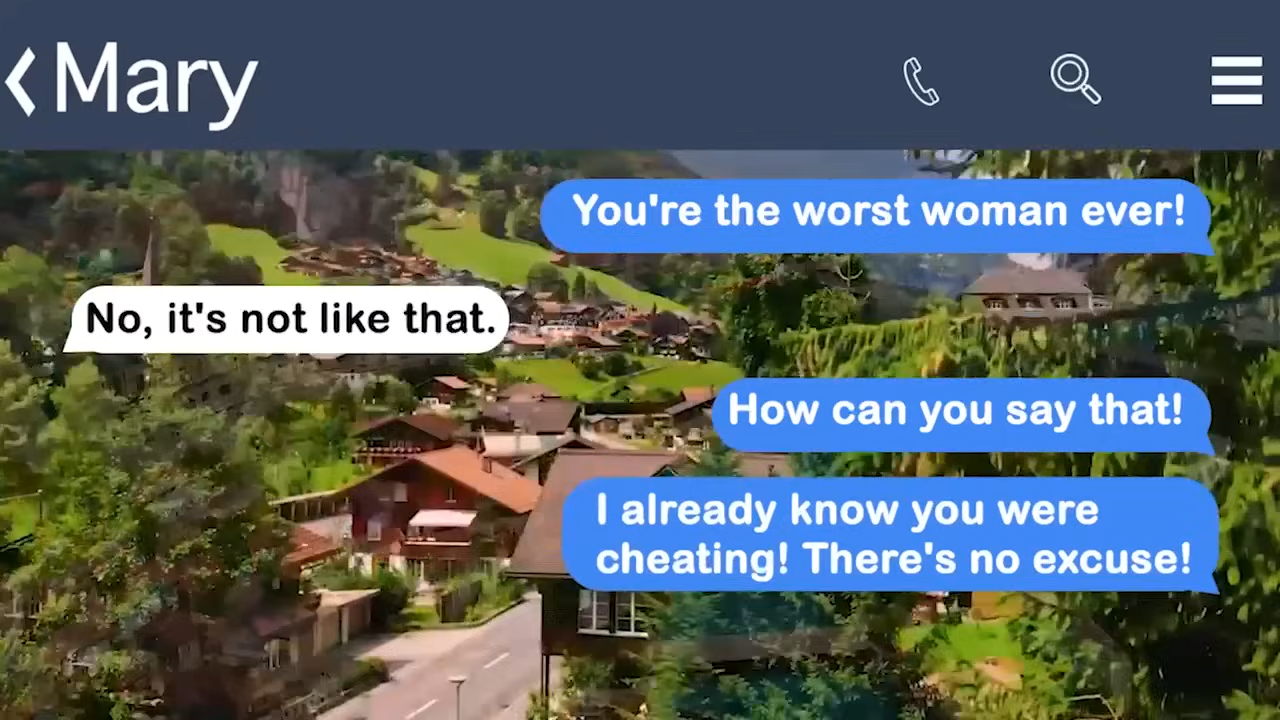 Mary
You're the worst woman ever!
No, it's not like that.
How can you say that!
I already know you were
cheating! There's no excuse!